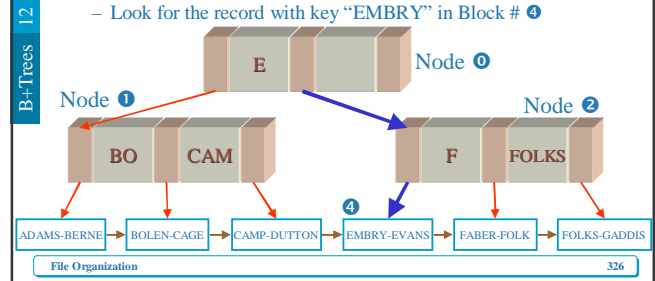 – Look for the record with key “EMBRY” in Block # ❹
B+Trees 12
E
Node ⓿
Node ❶
Node ❷
BO CAM
F FOLKS
❹
ADAMS-BERNE BOLEN-CAGE CAMP-DUTTON EMBRY-EVANS FABER-FOLK FOLKS-GADDIS
File Organization 326